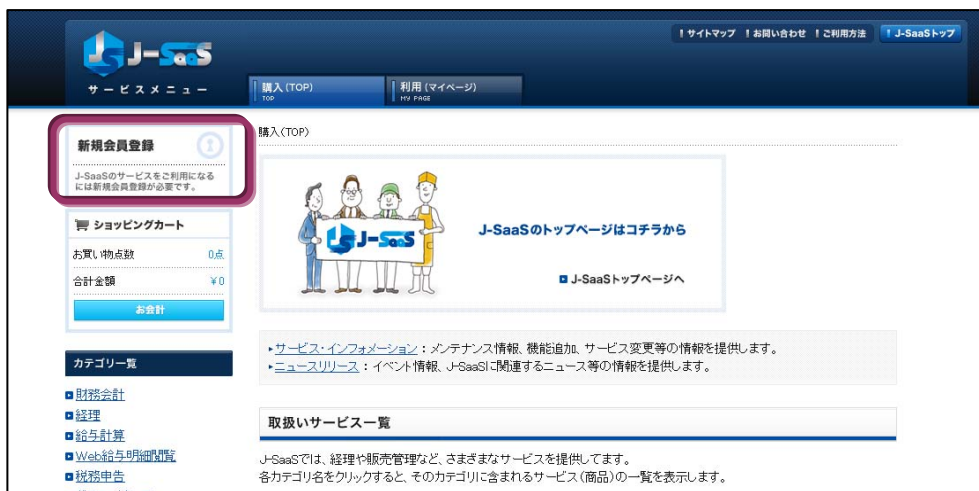 サイトマップ お問い合わせ ご利用方法 J-SaaSトップ
J-SaaS
サービスメニュー
購入(TOP)
TOP
利用(マイページ)
MY PAGE
新規会員登録
J-SaaSのサービスをご利用になる
には新規会員登録が必要です。
ショッピングカート
お買い物点数 0点
合計金額 ¥0
お会計
カテゴリ一覧
財務会計
経理
給与計算
Web給与明細閲覧
税務申告
購入(TOP)
J-SaaS
J-SaaSのトップページはコチラから
J-SaaSトップページへ
サービス・インフォメーション：メンテナンス情報、機能追加、サービス変更等の情報を提供します。
ニュースリリース：イベント情報、J-SaaSに関連するニュース等の情報を提供します。
取扱いサービス一覧
J-SaaSでは、経理や販売管理など、さまざまなサービスを提供してます。
各カテゴリ名をクリックすると、そのカテゴリに含まれるサービス(商品)の一覧を表示します。